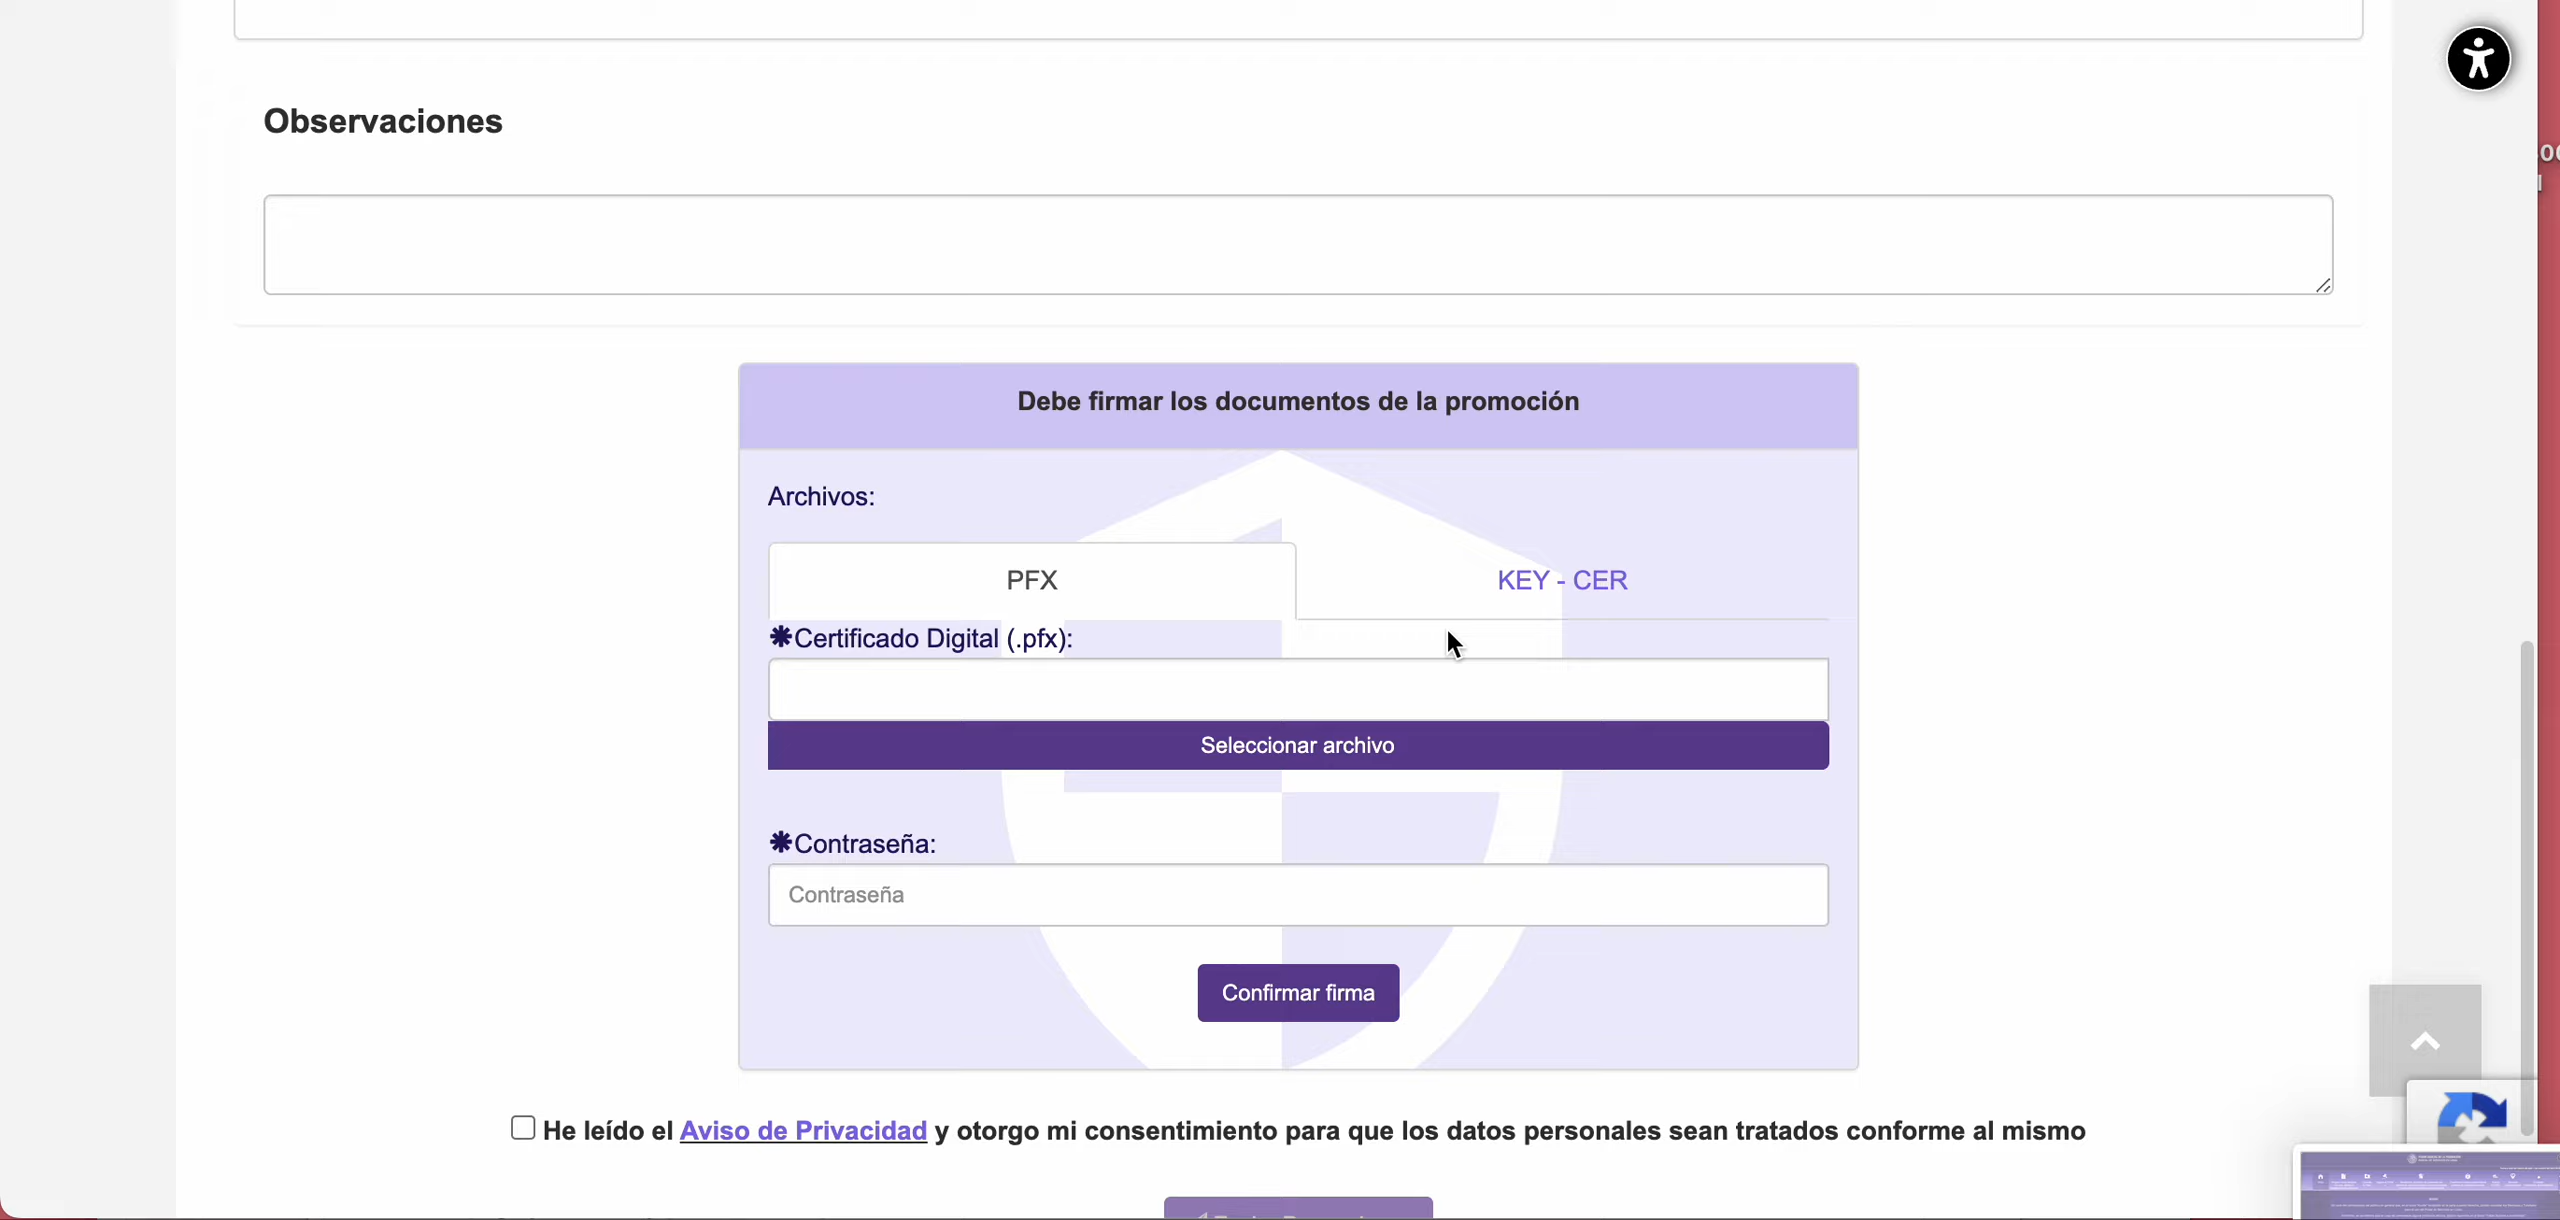 Observaciones
Debe firmar los documentos de la promoción
Archivos:
PFX
KEY - CER
✱Certificado Digital (.pfx):
Seleccionar archivo
✱Contraseña:
Contraseña
Confirmar firma
He leído el Aviso de Privacidad y otorgo mi consentimiento para que los datos personales sean tratados conforme al mismo